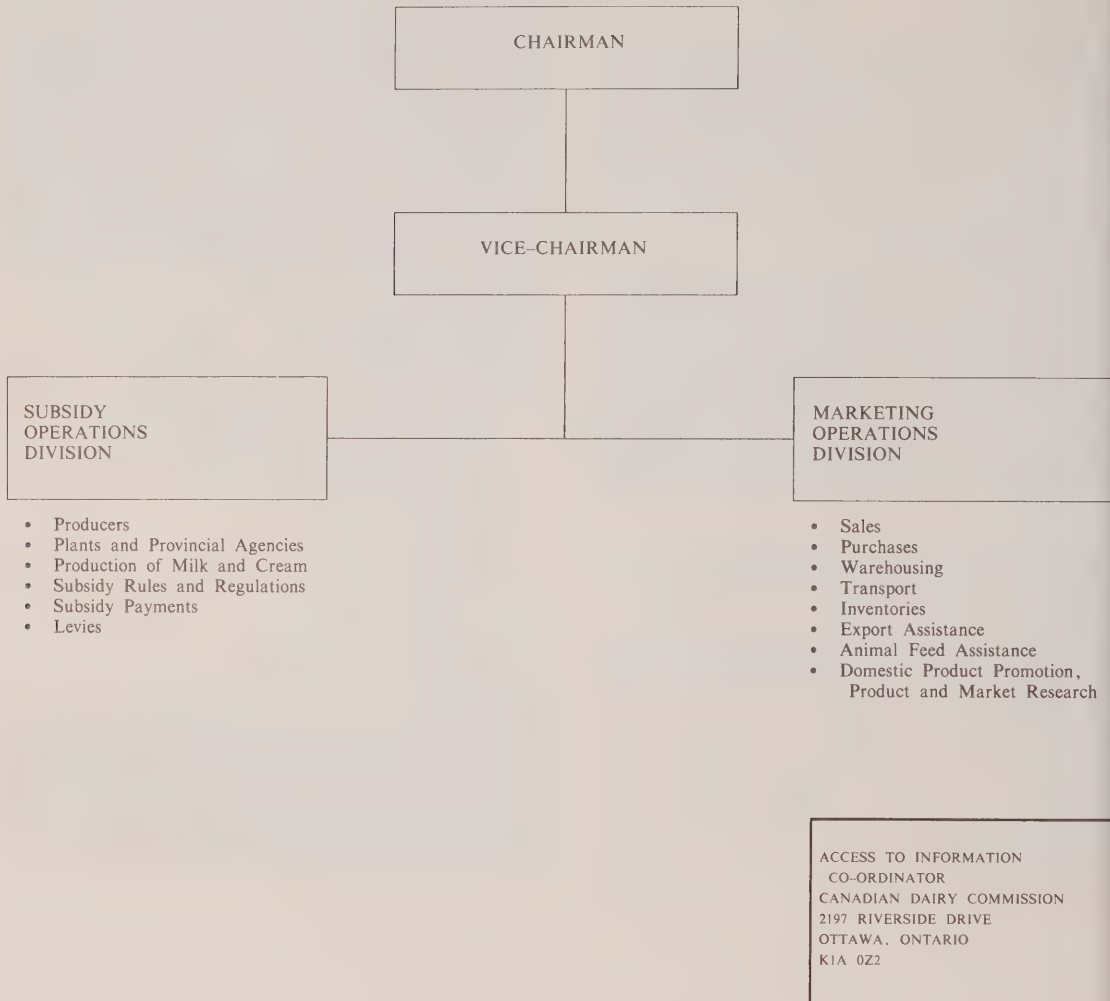 CHAIRMAN
VICE–CHAIRMAN
SUBSIDY
OPERATIONS
DIVISION
• Producers
• Plants and Provincial Agencies
• Production of Milk and Cream
• Subsidy Rules and Regulations
• Subsidy Payments
• Levies
MARKETING
OPERATIONS
DIVISION
• Sales
• Purchases
• Warehousing
• Transport
• Inventories
• Export Assistance
• Animal Feed Assistance
• Domestic Product Promotion,
Product and Market Research
ACCESS TO INFORMATION
CO–ORDINATOR
CANADIAN DAIRY COMMISSION
2197 RIVERSIDE DRIVE
OTTAWA, ONTARIO
K1A 0Z2